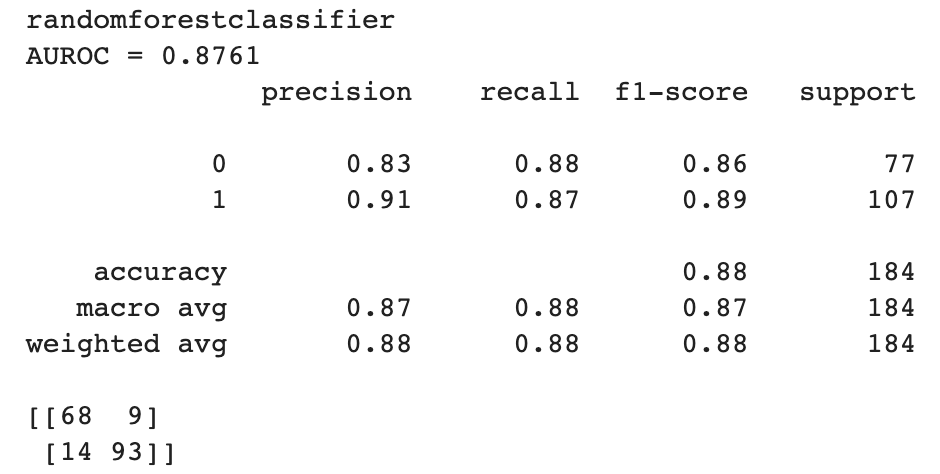 randomforestclassifier
AUROC = 0.8761
precision recall f1-score support
0 0.83 0.88 0.86 77
1 0.91 0.87 0.89 107
accuracy 0.88 184
macro avg 0.87 0.88 0.87 184
weighted avg 0.88 0.88 0.88 184
[[68 9]
[14 93]]